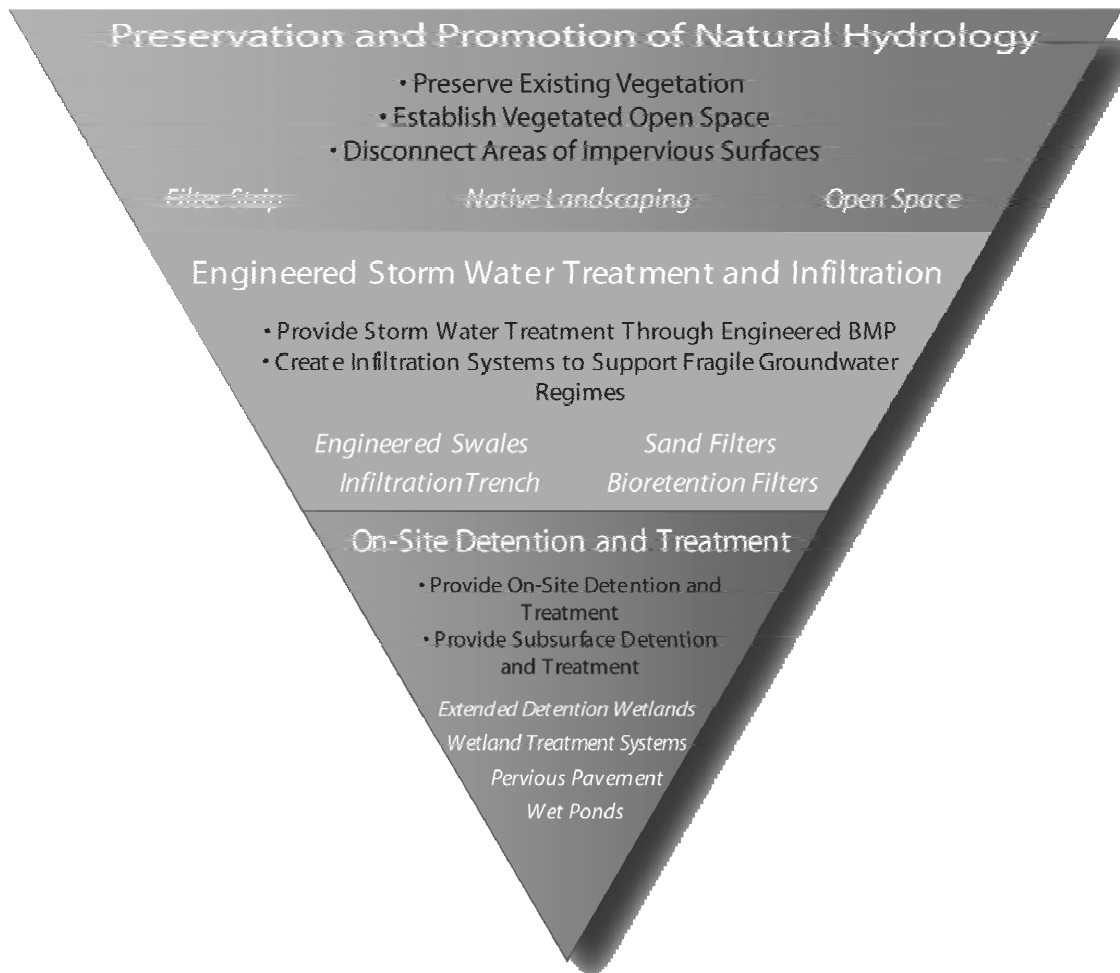 Preservation and Promotion of Natural Hydrology
• Preserve Existing Vegetation
• Establish Vegetated Open Space
• Disconnect Areas of Impervious Surfaces
Filter Strip Native Landscaping Open Space
Engineered Storm Water Treatment and Infiltration
• Provide Storm Water Treatment Through Engineered BMP
• Create Infiltration Systems to Support Fragile Groundwater
Regimes
Engineered Swales Sand Filters
Infiltration Trench Bioretention Filters
On-Site Detention and Treatment
• Provide On-Site Detention and
Treatment
• Provide Subsurface Detention
and Treatment
Extended Detention Wetlands
Wetland Treatment Systems
Pervious Pavement
Wet Ponds